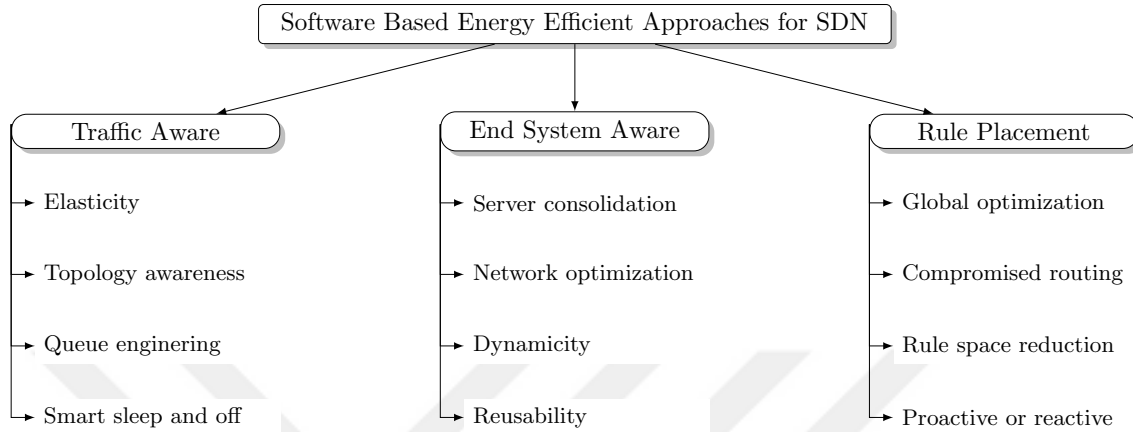 Software Based Energy Efficient Approaches for SDN
Traffic Aware
Elasticity
Topology awareness
Queue enginering
Smart sleep and off
End System Aware
Server consolidation
Network optimization
Dynamicity
Reusability
Rule Placement
Global optimization
Compromised routing
Rule space reduction
Proactive or reactive